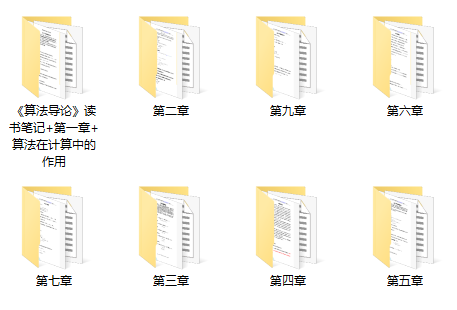 《算法导论》读
书笔记+第一章+
算法在计算中的
作用
第二章
第九章
第六章
第七章
第三章
第四章
第五章